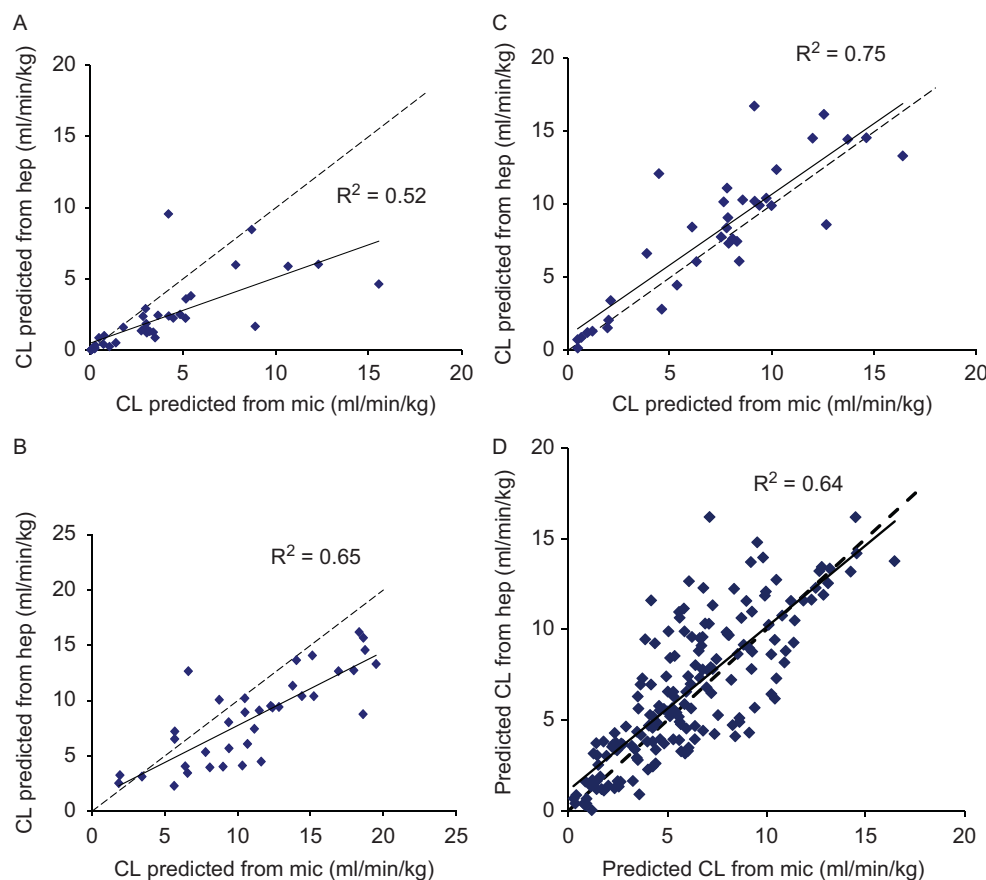 A
CL predicted from hep (ml/min/kg)
20
15
10
5
0
R² = 0.52
0 5 10 15 20
CL predicted from mic (ml/min/kg)
C
CL predicted from hep (ml/min/kg)
20
15
10
5
0
R² = 0.75
0 5 10 15 20
CL predicted from mic (ml/min/kg)
B
CL predicted from hep (ml/min/kg)
25
20
15
10
5
0
R² = 0.65
0 5 10 15 20 25
CL predicted from mic (ml/min/kg)
D
Predicted CL from hep (ml/min/kg)
20
15
10
5
0
R² = 0.64
0 5 10 15 20
Predicted CL from mic (ml/min/kg)